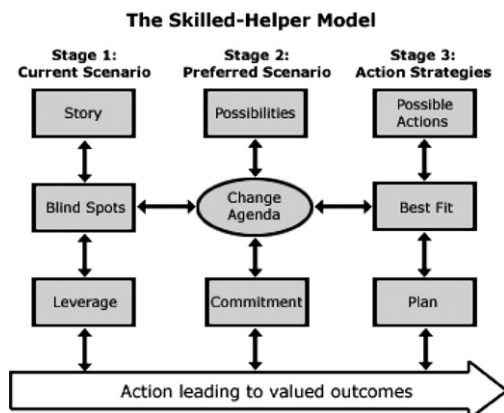 The Skilled-Helper Model
Stage 1:
Current Scenario
Stage 2:
Preferred Scenario
Stage 3:
Action Strategies
Story
Possibilities
Possible
Actions
Blind Spots
Change
Agenda
Best Fit
Leverage
Commitment
Plan
Action leading to valued outcomes